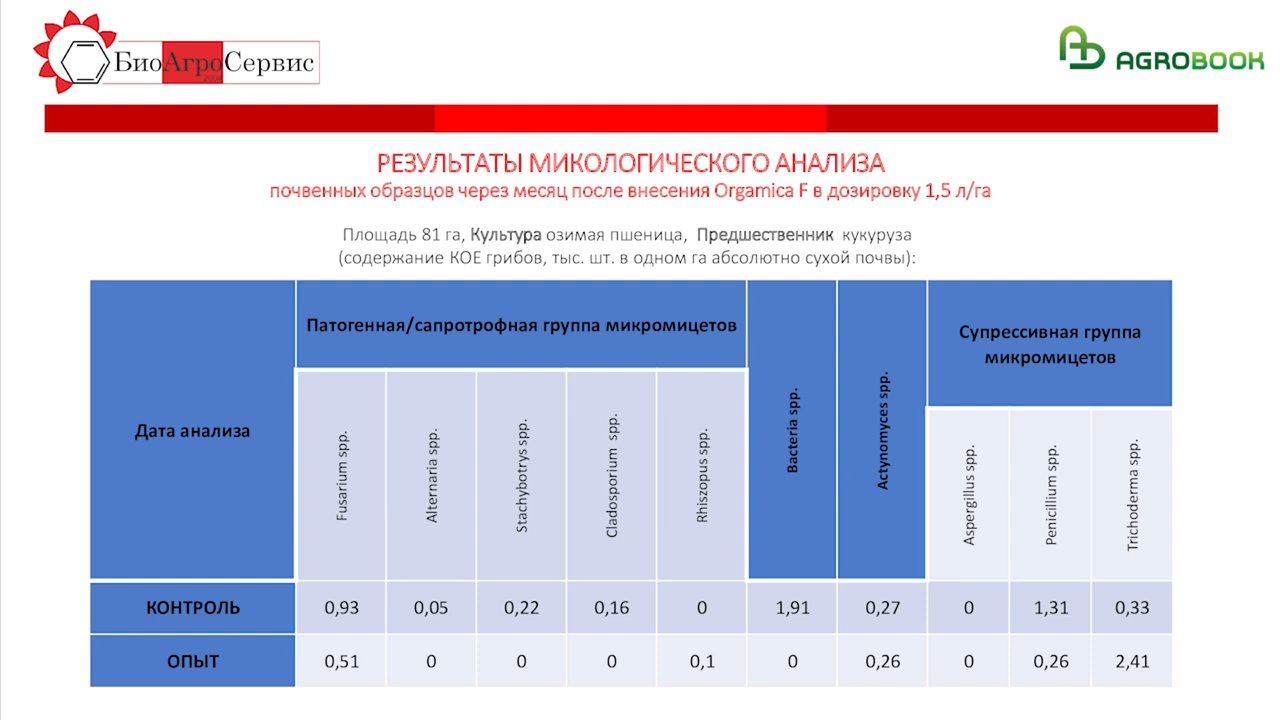 БиоАгроСервис
2004
AGROBOOK
РЕЗУЛЬТАТЫ МИКОЛОГИЧЕСКОГО АНАЛИЗА
почвенных образцов через месяц после внесения Orgamica F в дозировку 1,5 л/га
Площадь 81 га, Культура озимая пшеница, Предшественник кукуруза
(содержание КОЕ грибов, тыс. шт. в одном га абсолютно сухой почвы):
Дата анализа
Патогенная/сапротрофная группа микромицетов
Fusarium spp.
Alternaria spp.
Stachybotrys spp.
Cladosporium spp.
Rhiszopus spp.
Bacteria spp.
Actynomyces spp.
Супрессивная группа
микромицетов
Aspergillus spp.
Penicillium spp.
Trichoderma spp.
КОНТРОЛЬ 0,93 0,05 0,22 0,16 0 1,91 0,27 0 1,31 0,33
ОПЫТ 0,51 0 0 0 0,1 0 0,26 0 0,26 2,41